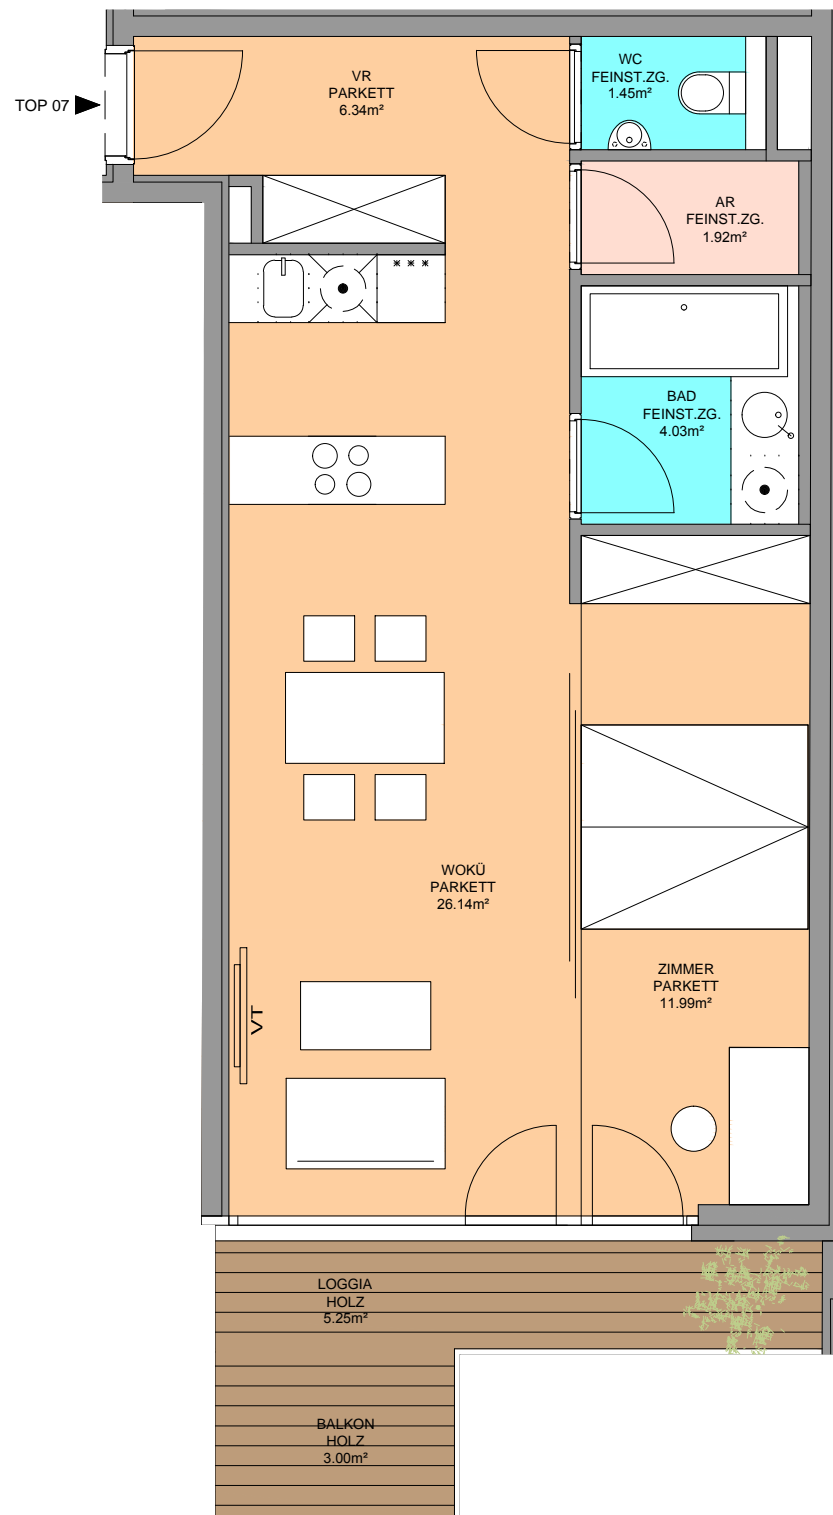 TOP 07
VR
PARKETT
6.34m²
WC
FEINST.ZG.
1.45m²
AR
FEINST.ZG.
1.92m²
BAD
FEINST.ZG.
4.03m²
WOKÜ
PARKETT
26.14m²
ZIMMER
PARKETT
11.99m²
VT
LOGGIA
HOLZ
5.25m²
BALKON
HOLZ
3.00m²